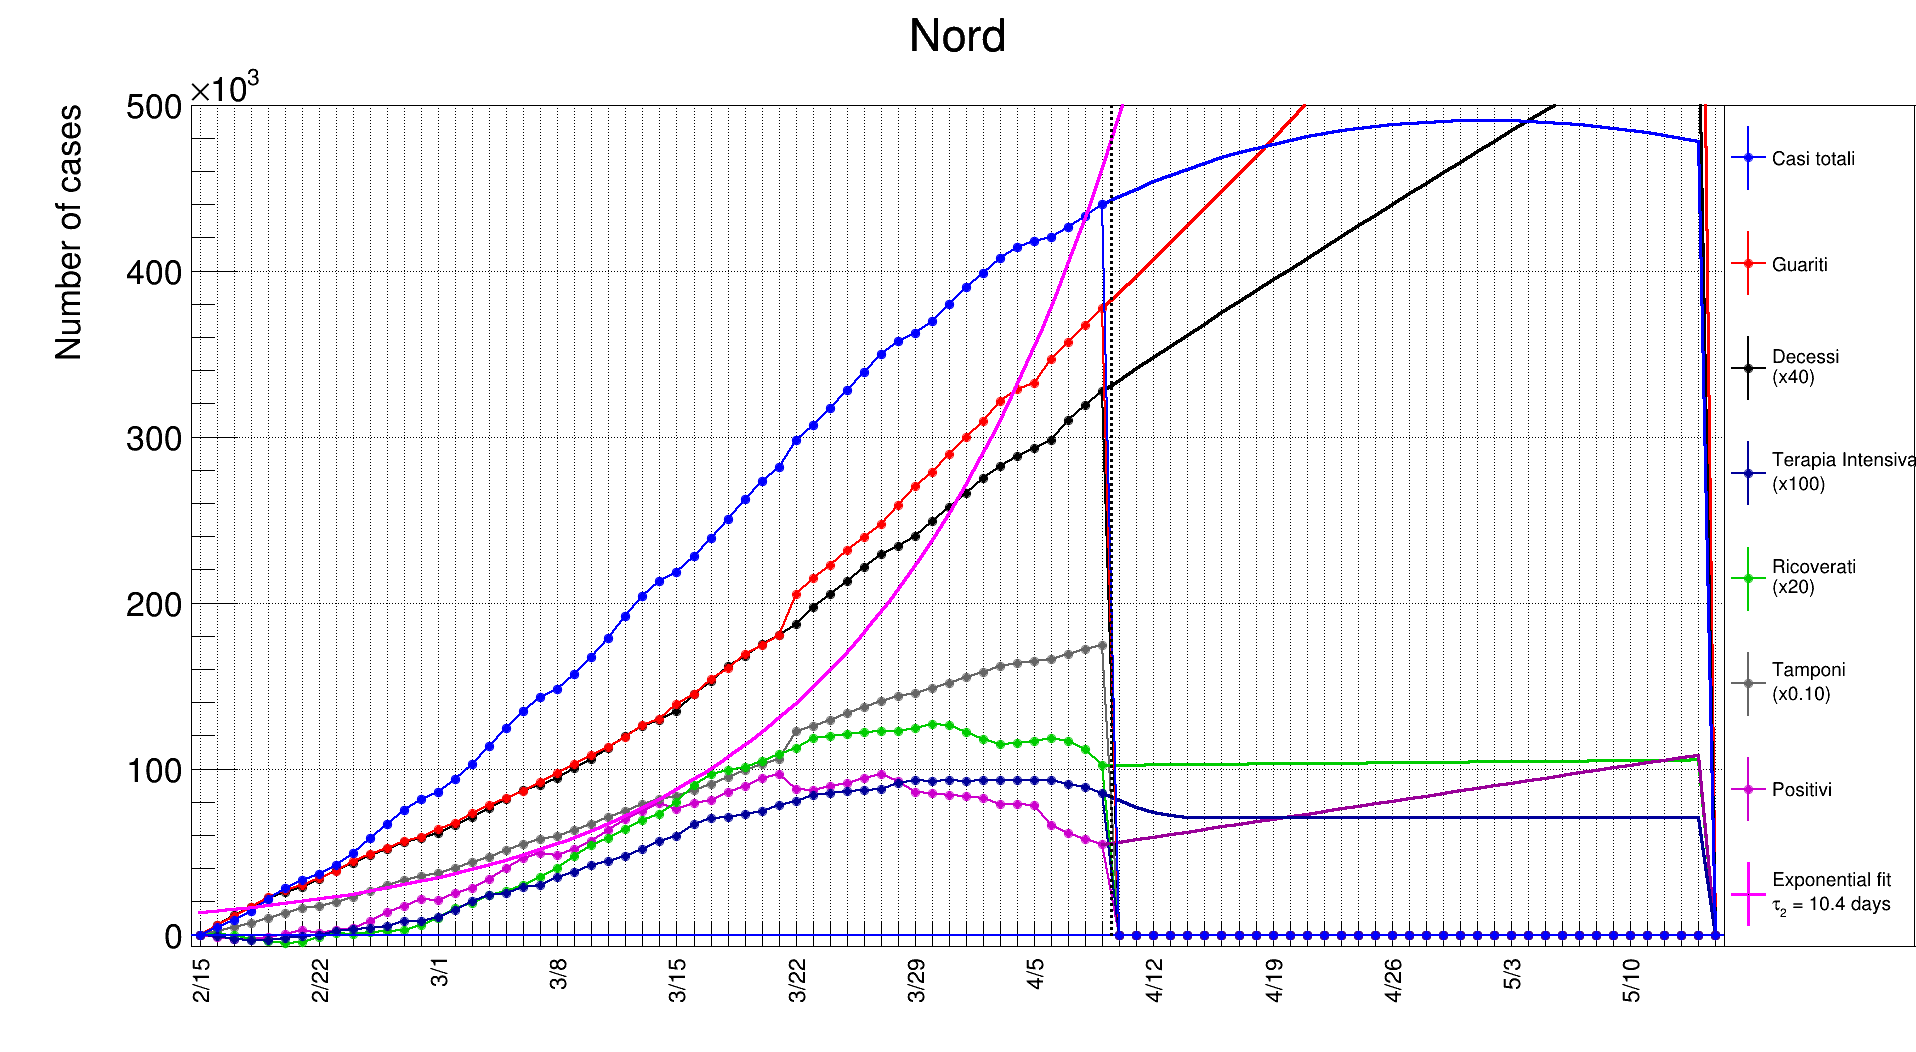 Nord
×10³
Number of cases
500
400
300
200
100
0
2/15
2/22
3/1
3/8
3/15
3/22
3/29
4/5
4/12
4/19
4/26
5/3
5/10
Casi totali
Guariti
Decessi
(x40)
Terapia Intensiva
(x100)
Ricoverati
(x20)
Tamponi
(x0.10)
Positivi
Exponential fit
τ₂ = 10.4 days